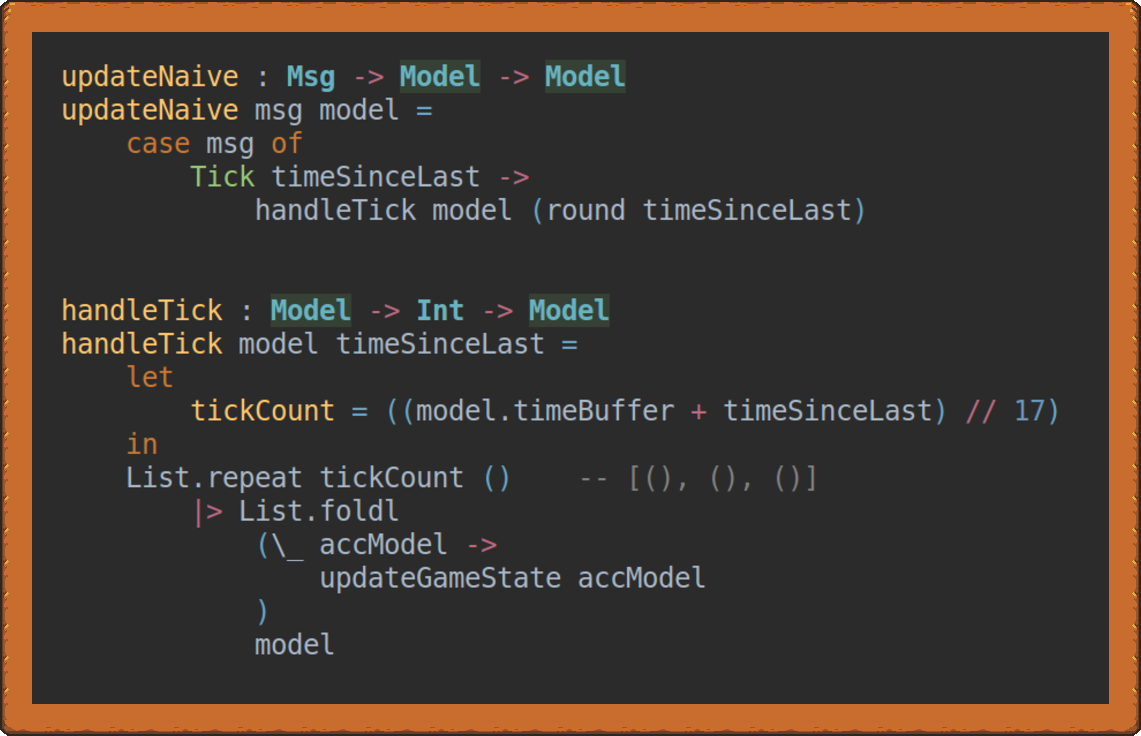 updateNaive : Msg -> Model -> Model
updateNaive msg model =
    case msg of
        Tick timeSinceLast ->
            handleTick model (round timeSinceLast)
handleTick : Model -> Int -> Model
handleTick model timeSinceLast =
    let
        tickCount = ((model.timeBuffer + timeSinceLast) // 17)
    in
    List.repeat tickCount ()    -- [(), (), ()]
        |> List.foldl
            (\_ accModel ->
                updateGameState accModel
            )
            model